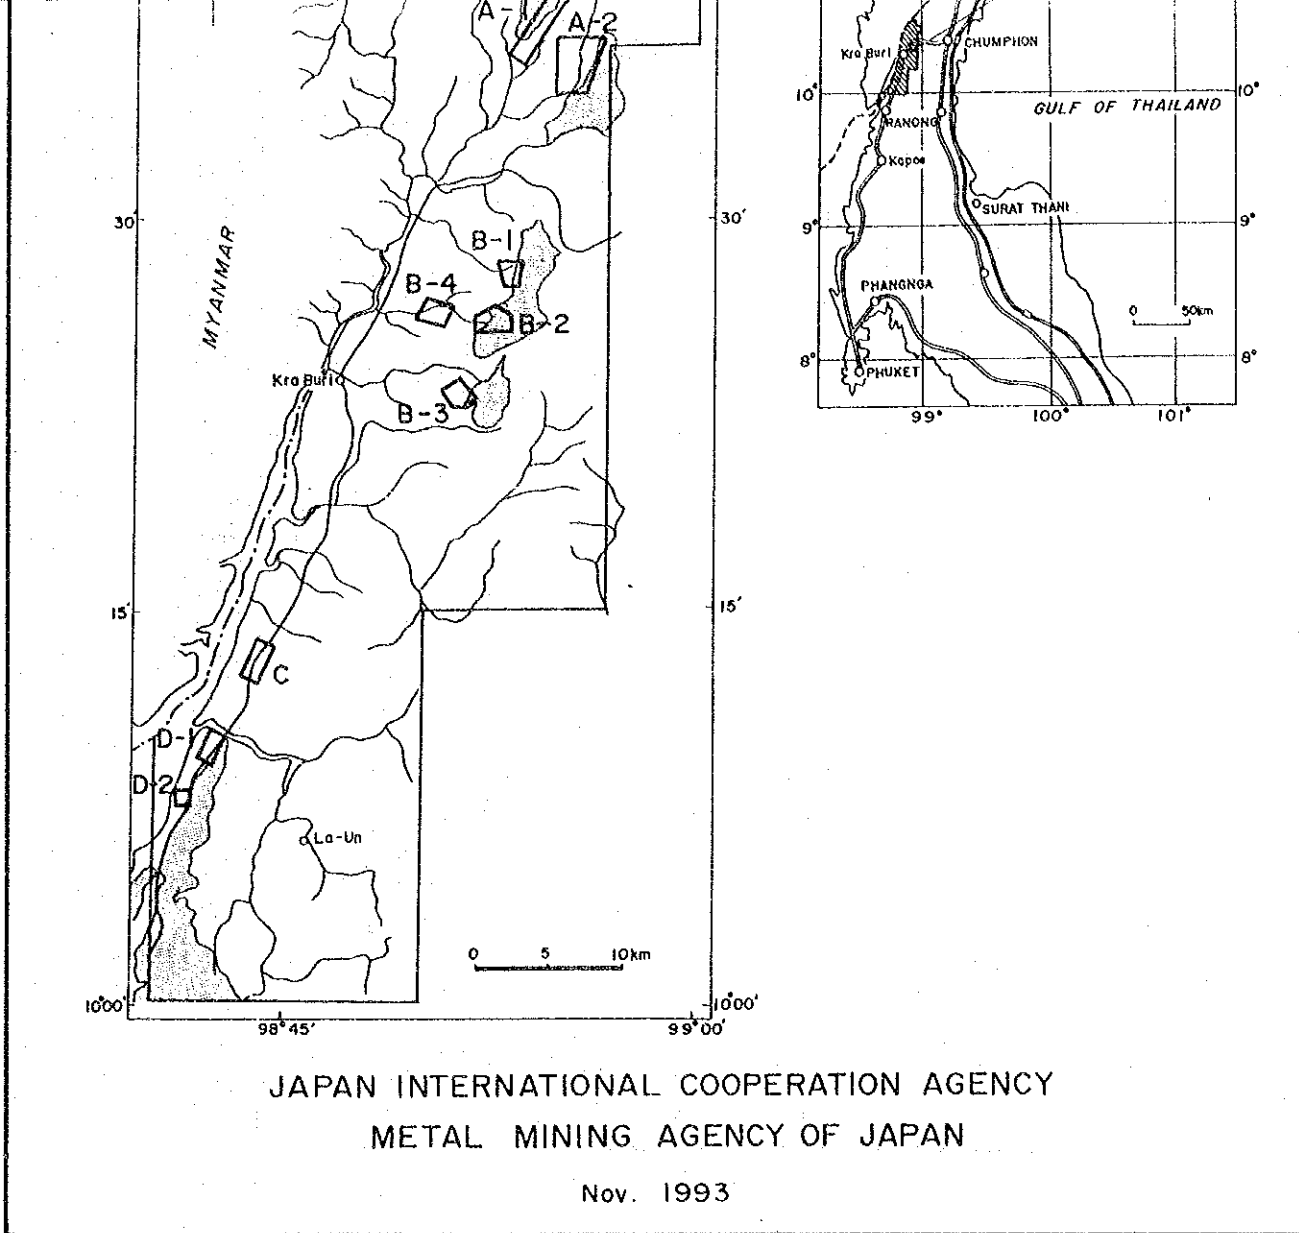 A-1
A-2
30'
30'
MYANMAR
B-1
B-4
B-2
Kra Buri
B-3
15'
15'
C
D-1
D-2
La-Un
0 5 10km
10°00'
10°00'
98°45'
99°00'
Kra Buri
CHUMPHON
10°
10°
GULF OF THAILAND
RANONG
Kapoe
SURAT THANI
9°
9°
PHANGNGA
0 50km
8°
8°
PHUKET
99°
100°
101°
JAPAN INTERNATIONAL COOPERATION AGENCY
METAL MINING AGENCY OF JAPAN
Nov. 1993